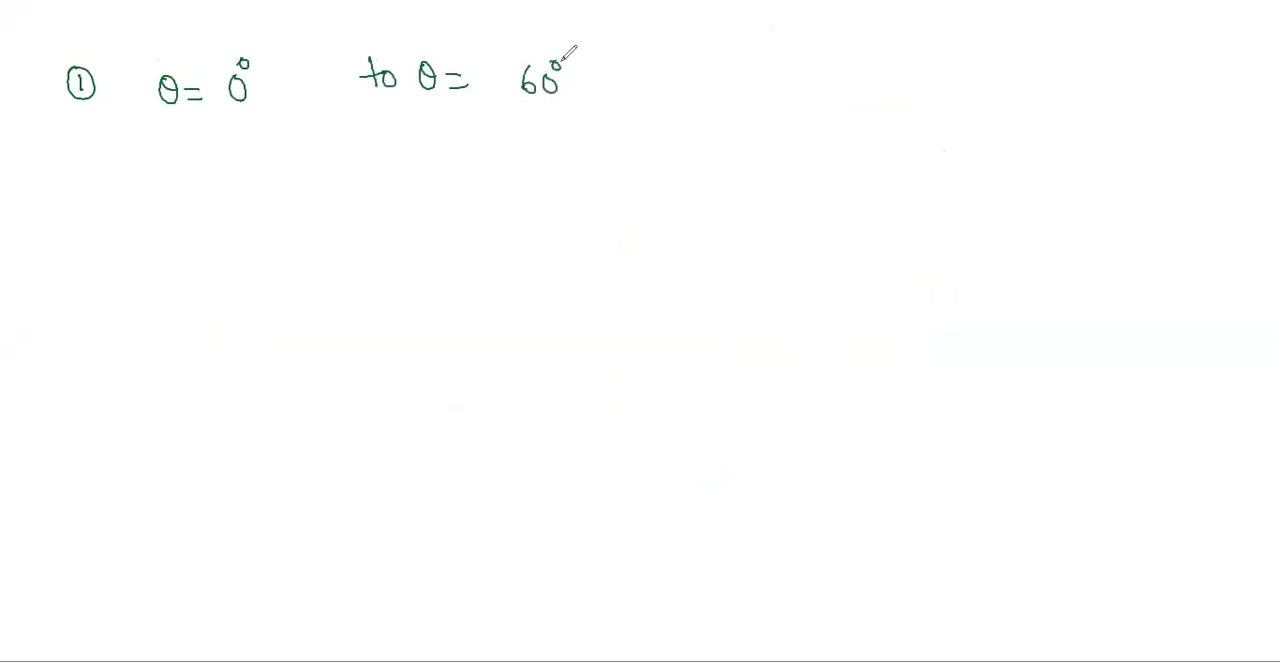 ① θ = 0° to θ = 60°